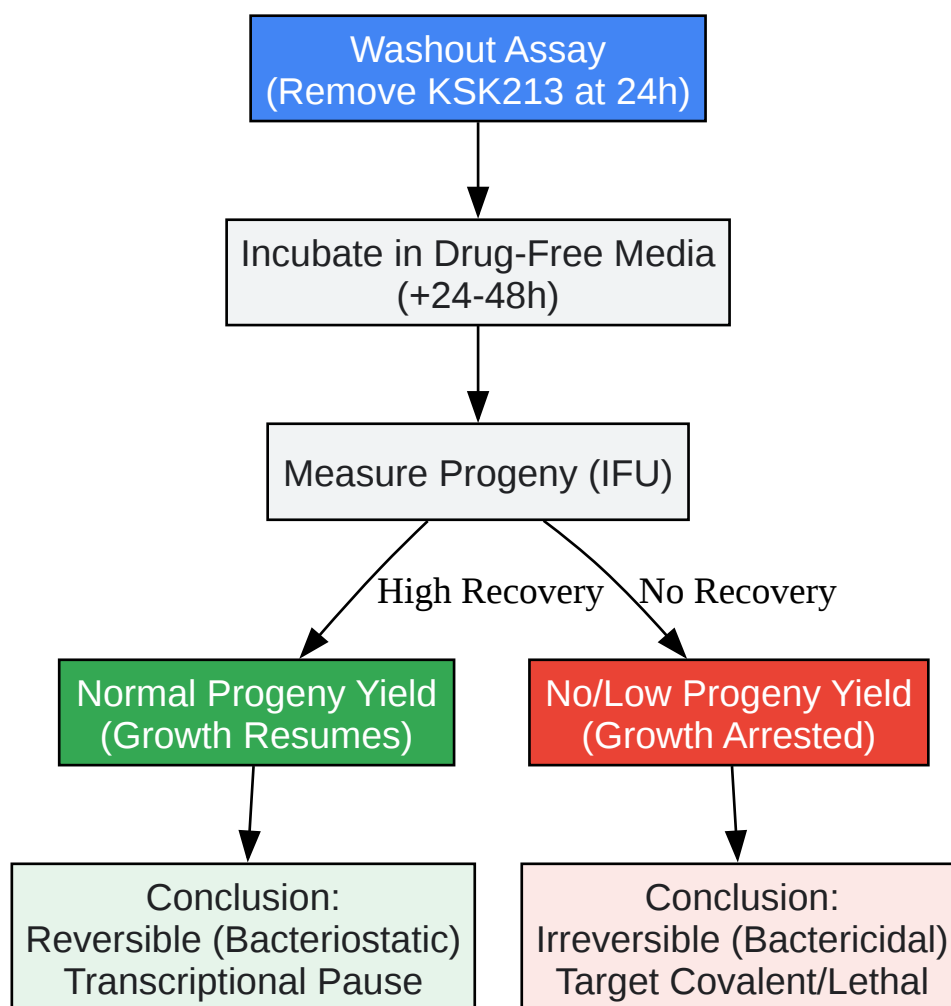 Washout Assay
(Remove KSK213 at 24h)
Incubate in Drug-Free Media
(+24-48h)
Measure Progeny (IFU)
High Recovery
No Recovery
Normal Progeny Yield
(Growth Resumes)
No/Low Progeny Yield
(Growth Arrested)
Conclusion:
Reversible (Bacteriostatic)
Transcriptional Pause
Conclusion:
Irreversible (Bactericidal)
Target Covalent/Lethal